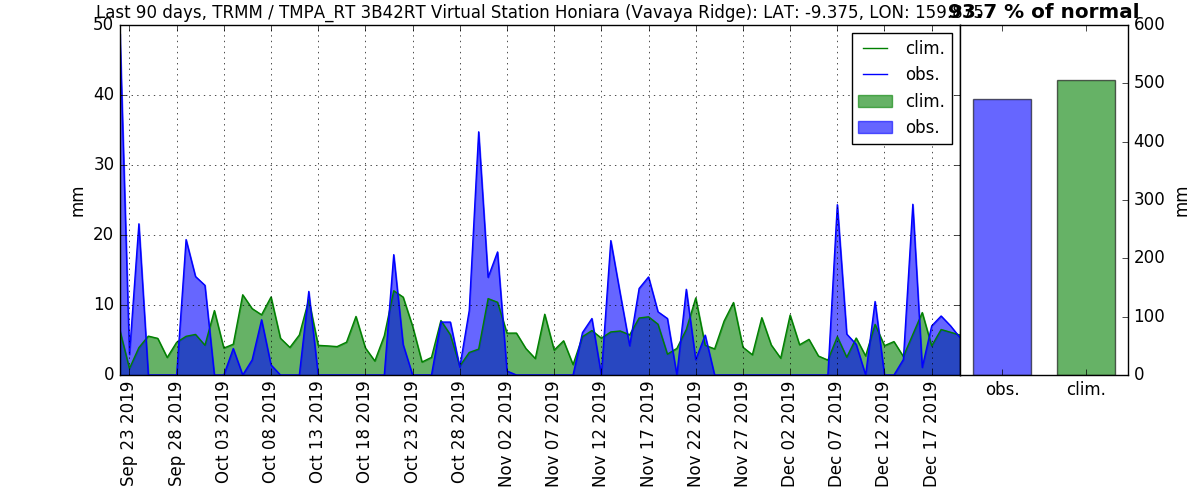 Last 90 days, TRMM / TMPA_RT 3B42RT Virtual Station Honiara (Vavaya Ridge): LAT: -9.375, LON: 159.875
93.7 % of normal
50
40
30
20
10
0
mm
clim.
obs.
clim.
obs.
600
500
400
300
200
100
0
mm
obs.
clim.
Sep 23 2019
Sep 28 2019
Oct 03 2019
Oct 08 2019
Oct 13 2019
Oct 18 2019
Oct 23 2019
Oct 28 2019
Nov 02 2019
Nov 07 2019
Nov 12 2019
Nov 17 2019
Nov 22 2019
Nov 27 2019
Dec 02 2019
Dec 07 2019
Dec 12 2019
Dec 17 2019